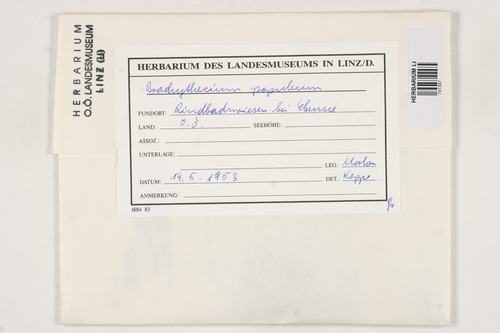 HERBARIUM
O.Ö. LANDESMUSEUM
LINZ (LI)
HERBARIUM LI
HERBARIUM DES LANDESMUSEUMS IN LINZ/D.
Brachythecium populeum
FUNDORT: Rindbachwiesen bei Ebensee
LAND: O.Ö. SEEHÖHE:
ASSOZ.:
UNTERLAGE:
LEG.:
DATUM: 14.5.1953 DET.: Koppe
ANMERKUNG:
1884 83